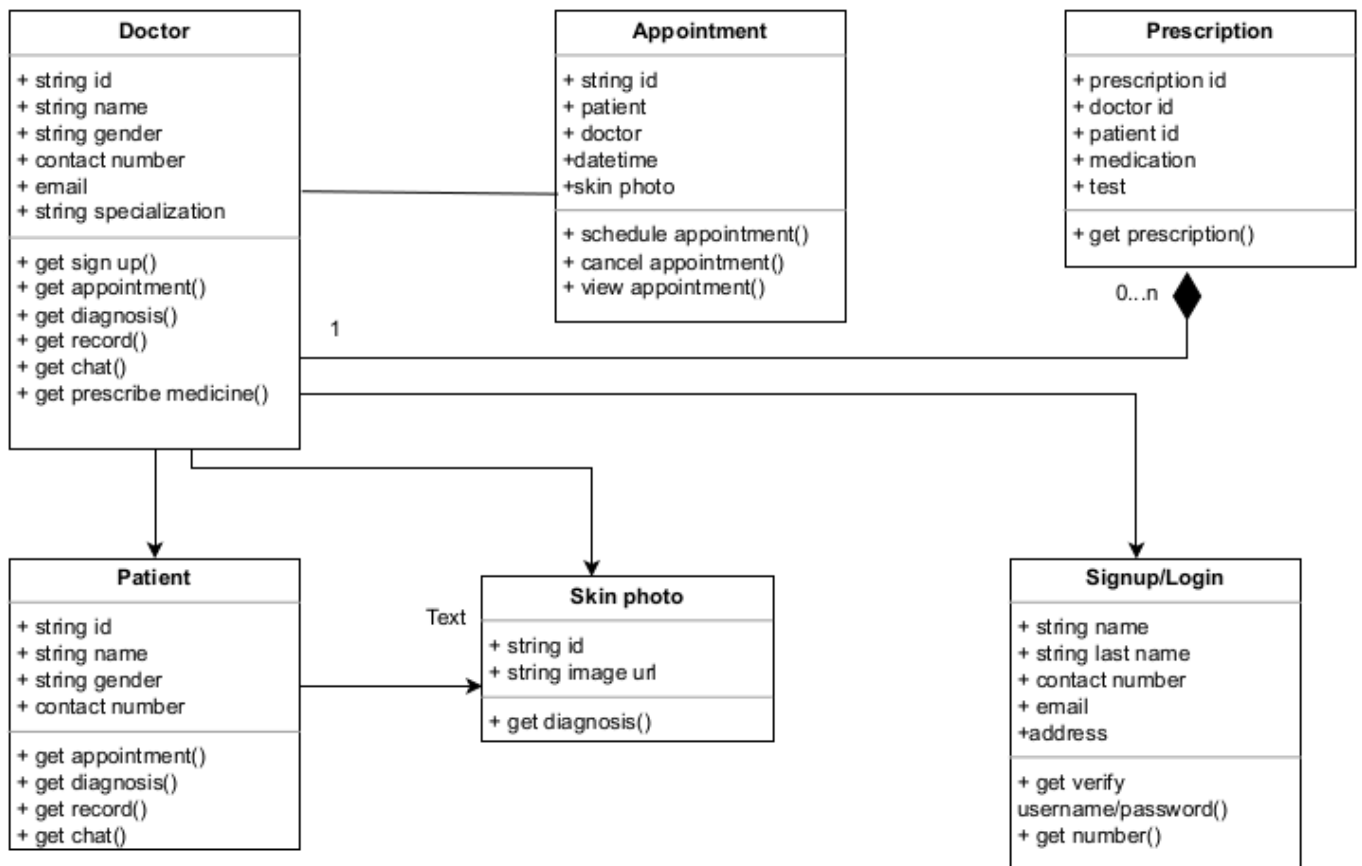 Doctor
+ string id
+ string name
+ string gender
+ contact number
+ email
+ string specialization
+ get sign up()
+ get appointment()
+ get diagnosis()
+ get record()
+ get chat()
+ get prescribe medicine()
Appointment
+ string id
+ patient
+ doctor
+datetime
+skin photo
+ schedule appointment()
+ cancel appointment()
+ view appointment()
Prescription
+ prescription id
+ doctor id
+ patient id
+ medication
+ test
+ get prescription()
0...n
1
Patient
+ string id
+ string name
+ string gender
+ contact number
+ get appointment()
+ get diagnosis()
+ get record()
+ get chat()
Text
Skin photo
+ string id
+ string image url
+ get diagnosis()
Signup/Login
+ string name
+ string last name
+ contact number
+ email
+address
+ get verify
username/password()
+ get number()